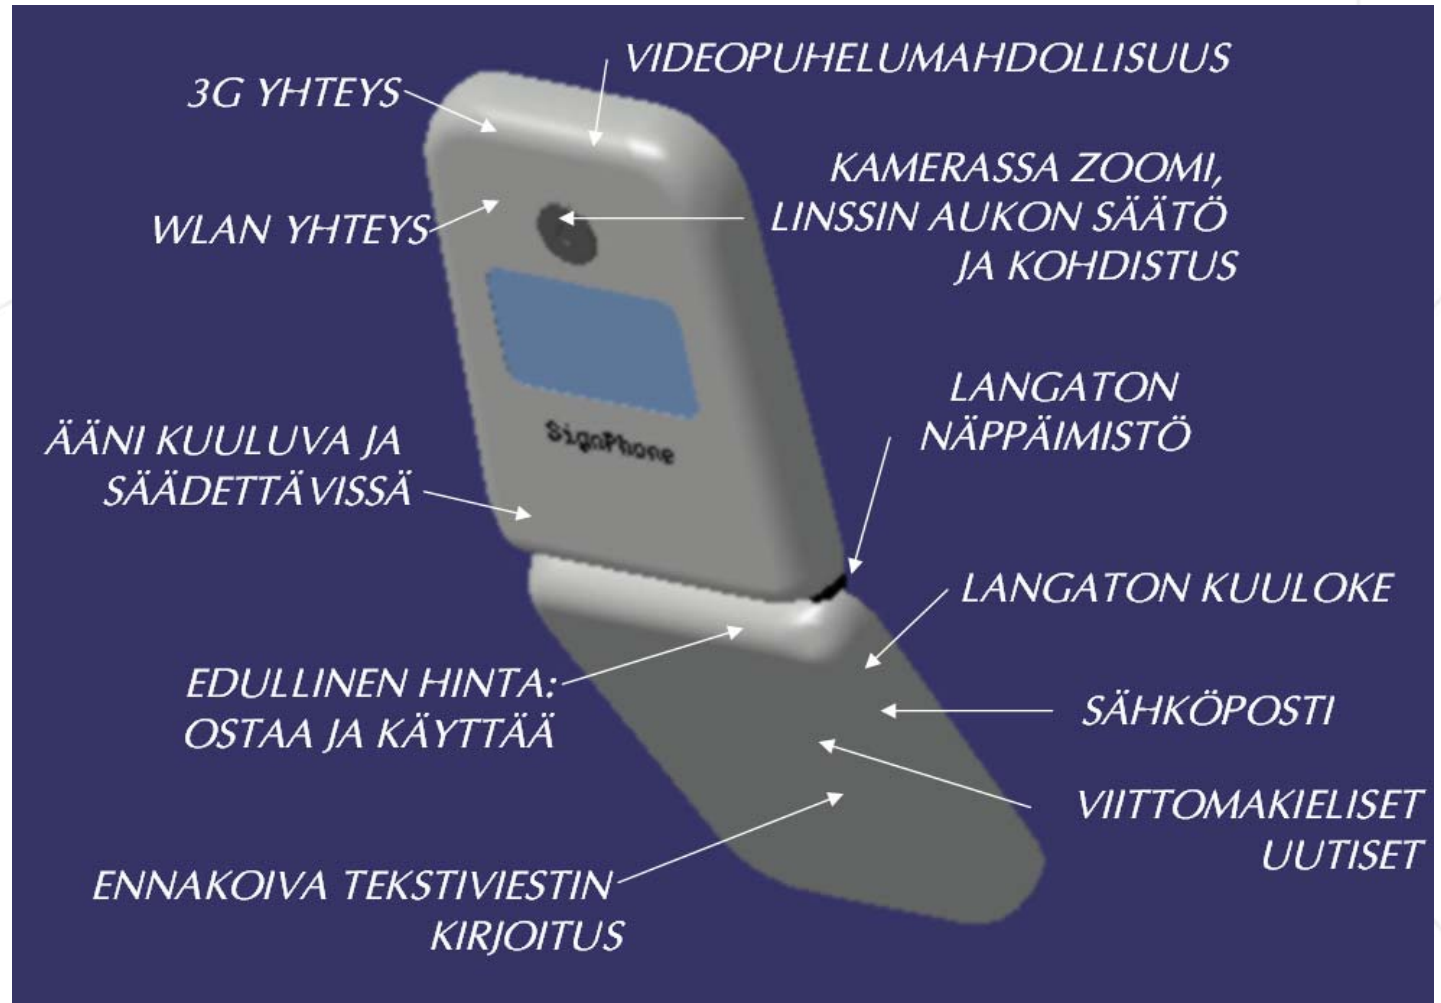 VIDEOPUHELUMAHDOLLISUUS
3G YHTEYS
KAMERASSA ZOOMI,
LINSSIN AUKON SÄÄTÖ
JA KOHDISTUS
WLAN YHTEYS
LANGATON
NÄPPÄIMISTÖ
SignPhone
ÄÄNI KUULUVA JA
SÄÄDETTÄVISSÄ
LANGATON KUULOKE
EDULLINEN HINTA:
OSTAA JA KÄYTTÄÄ
SÄHKÖPOSTI
VIITTOMAKIELISET
UUTISET
ENNAKOIVA TEKSTIVIESTIN
KIRJOITUS